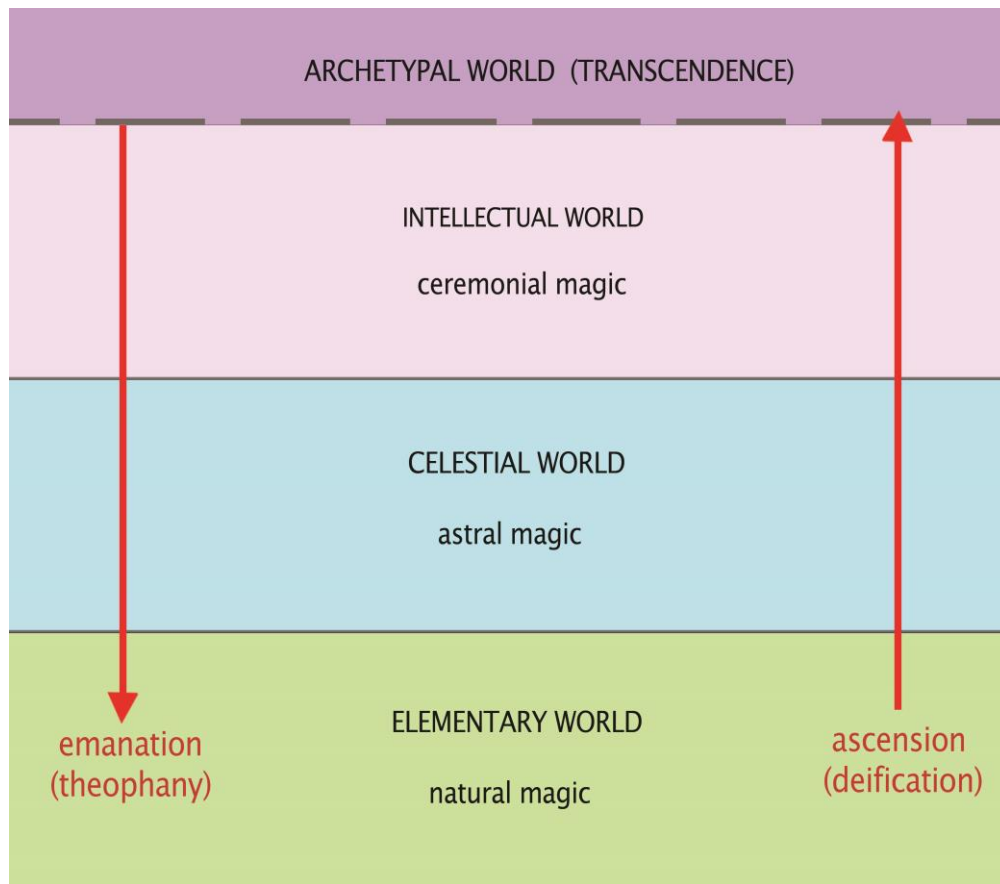 ARCHETYPAL WORLD (TRANSCENDENCE)
INTELLECTUAL WORLD
ceremonial magic
CELESTIAL WORLD
astral magic
ELEMENTARY WORLD
natural magic
emanation
(theophany)
ascension
(deification)